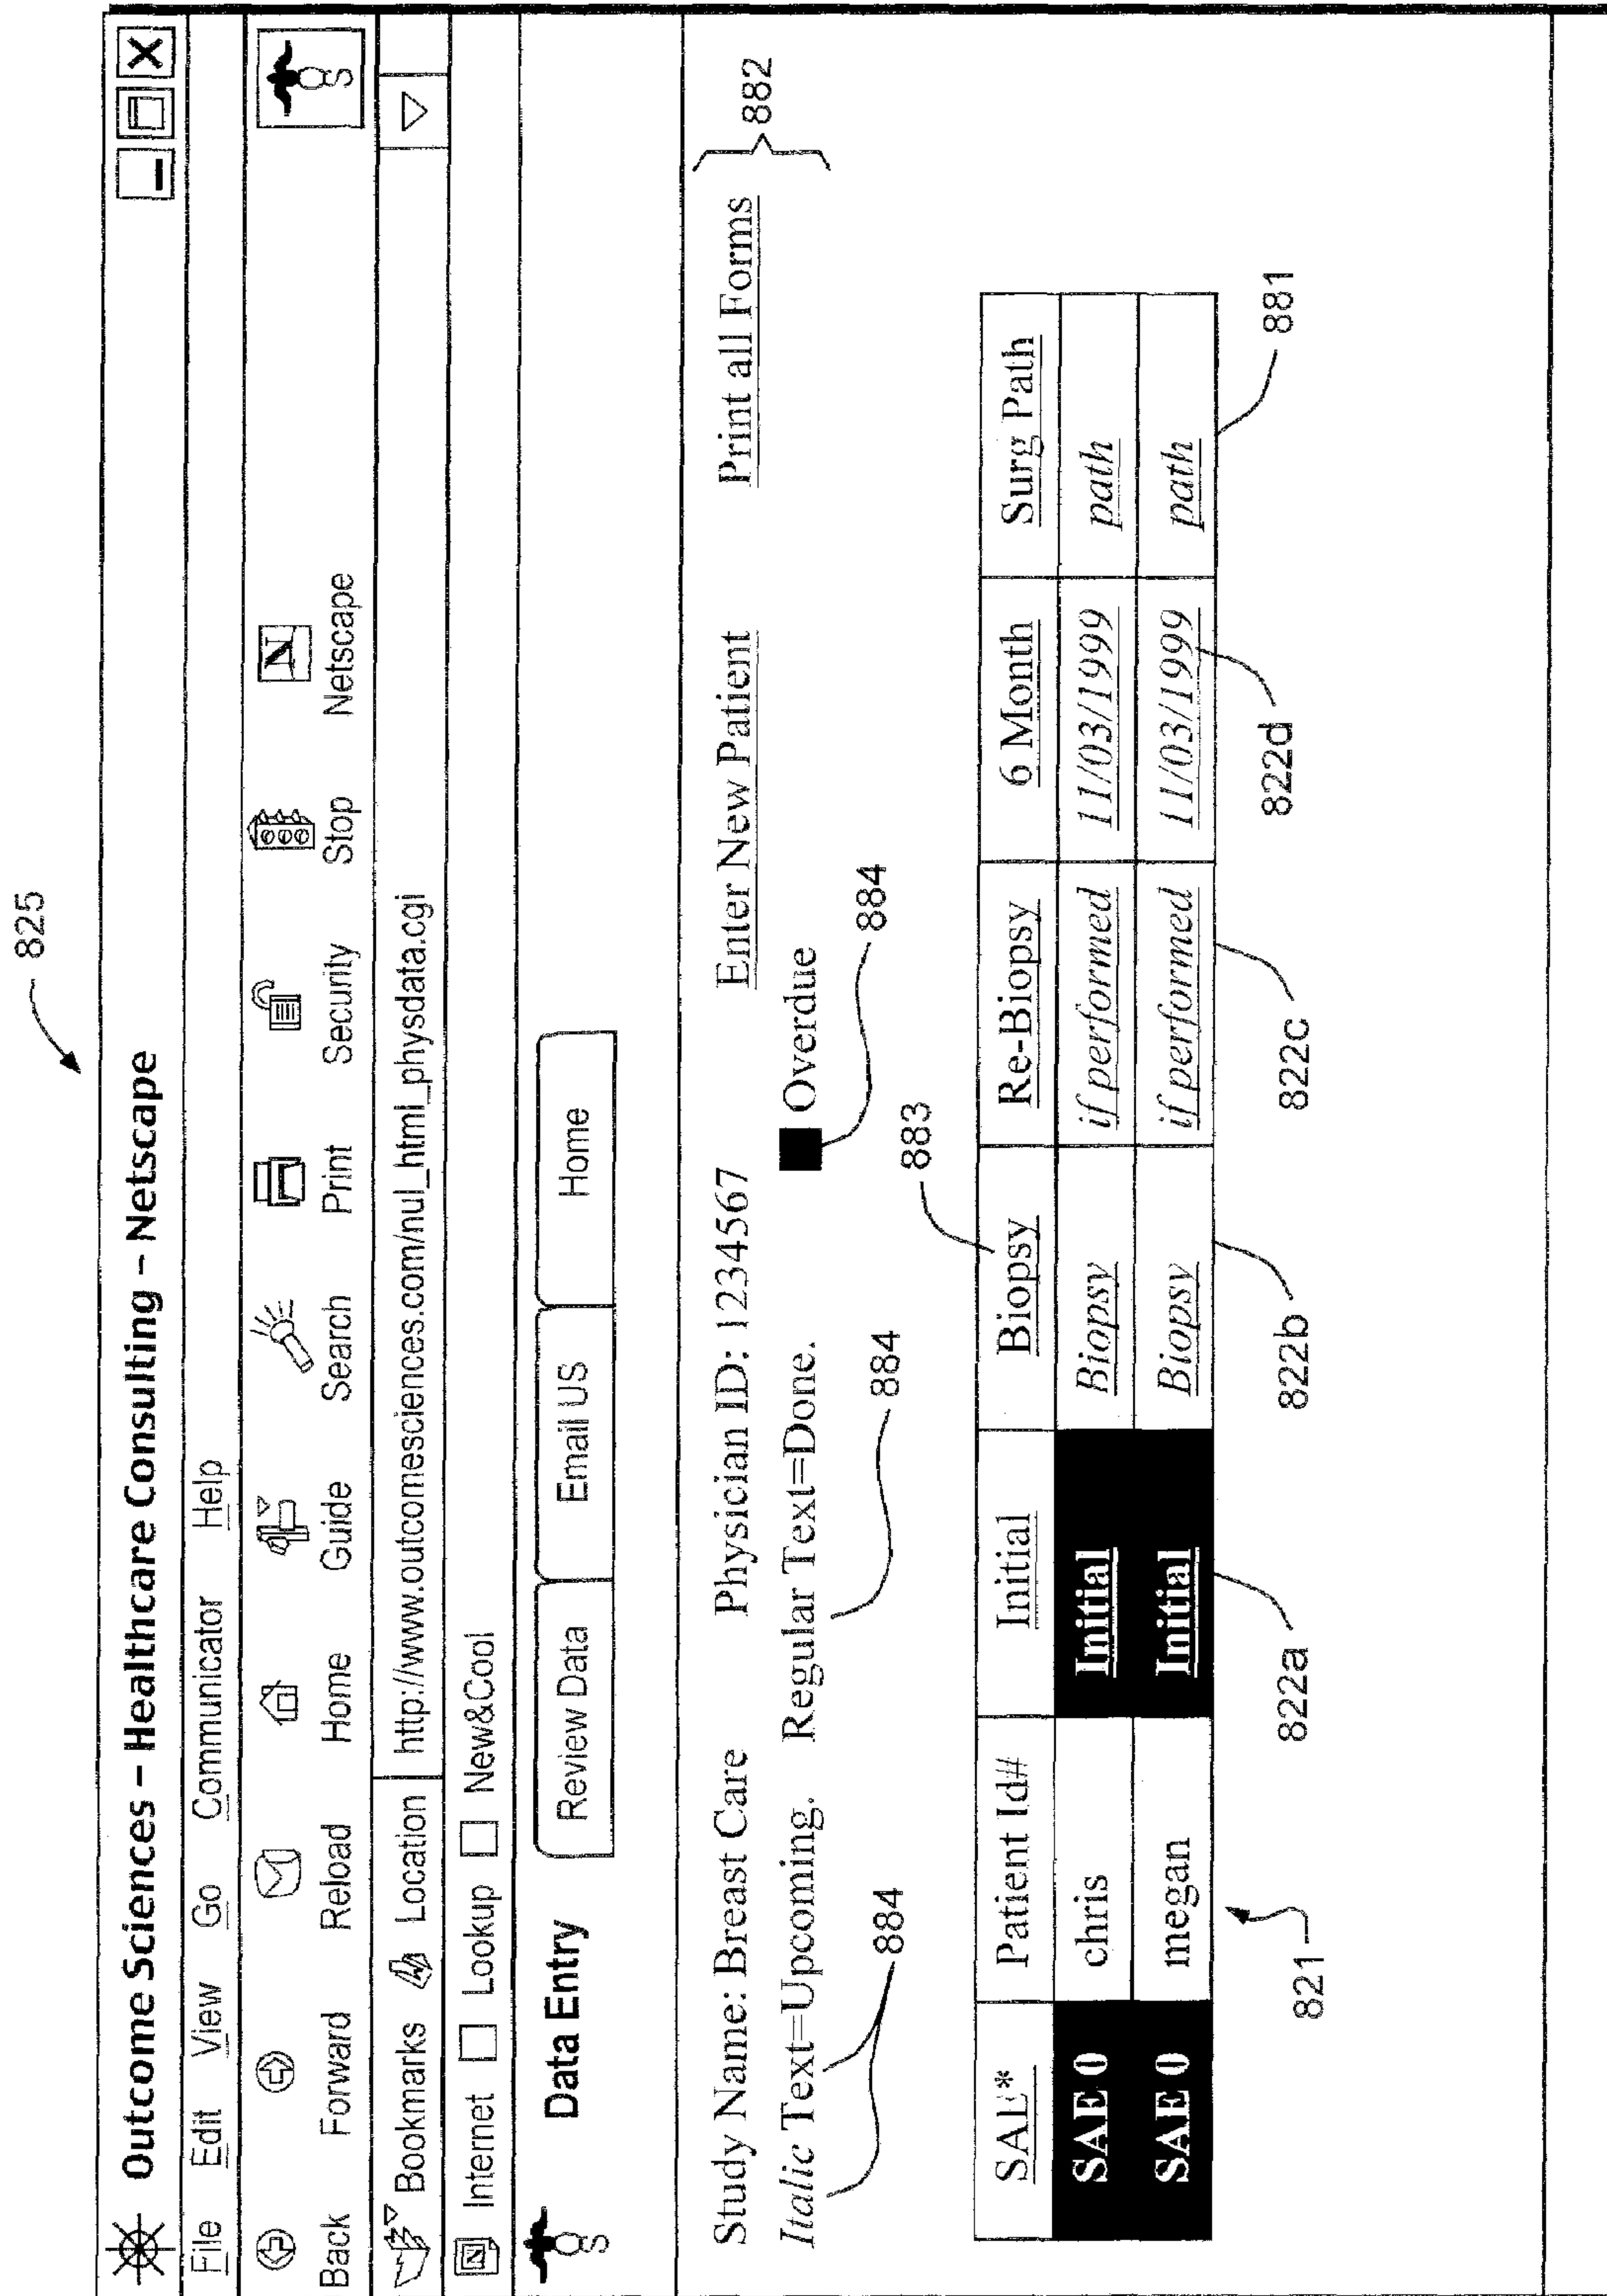 825
Outcome Sciences – Healthcare Consulting – Netscape
File Edit View Go Communicator Help
N
Back Forward Reload Home Guide Search Print Security Stop Netscape
S
Bookmarks Location http://www.outcomesciences.com/nul_html_physdata.cgi
N Internet Lookup New&Cool
S Data Entry Review Data Email US Home
Study Name: Breast Care Physician ID: 1234567 Enter New Patient Print all Forms 882
Italic Text=Upcoming. Regular Text=Done. Overdue
884 884 884
883
SAE* Patient Id# Initial Biopsy Re-Biopsy 6 Month Surg Path
SAE 0 chris Initial Biopsy if performed 11/03/1999 path
SAE 0 megan Initial Biopsy if performed 11/03/1999 path
821 822a 822b 822c 822d 881